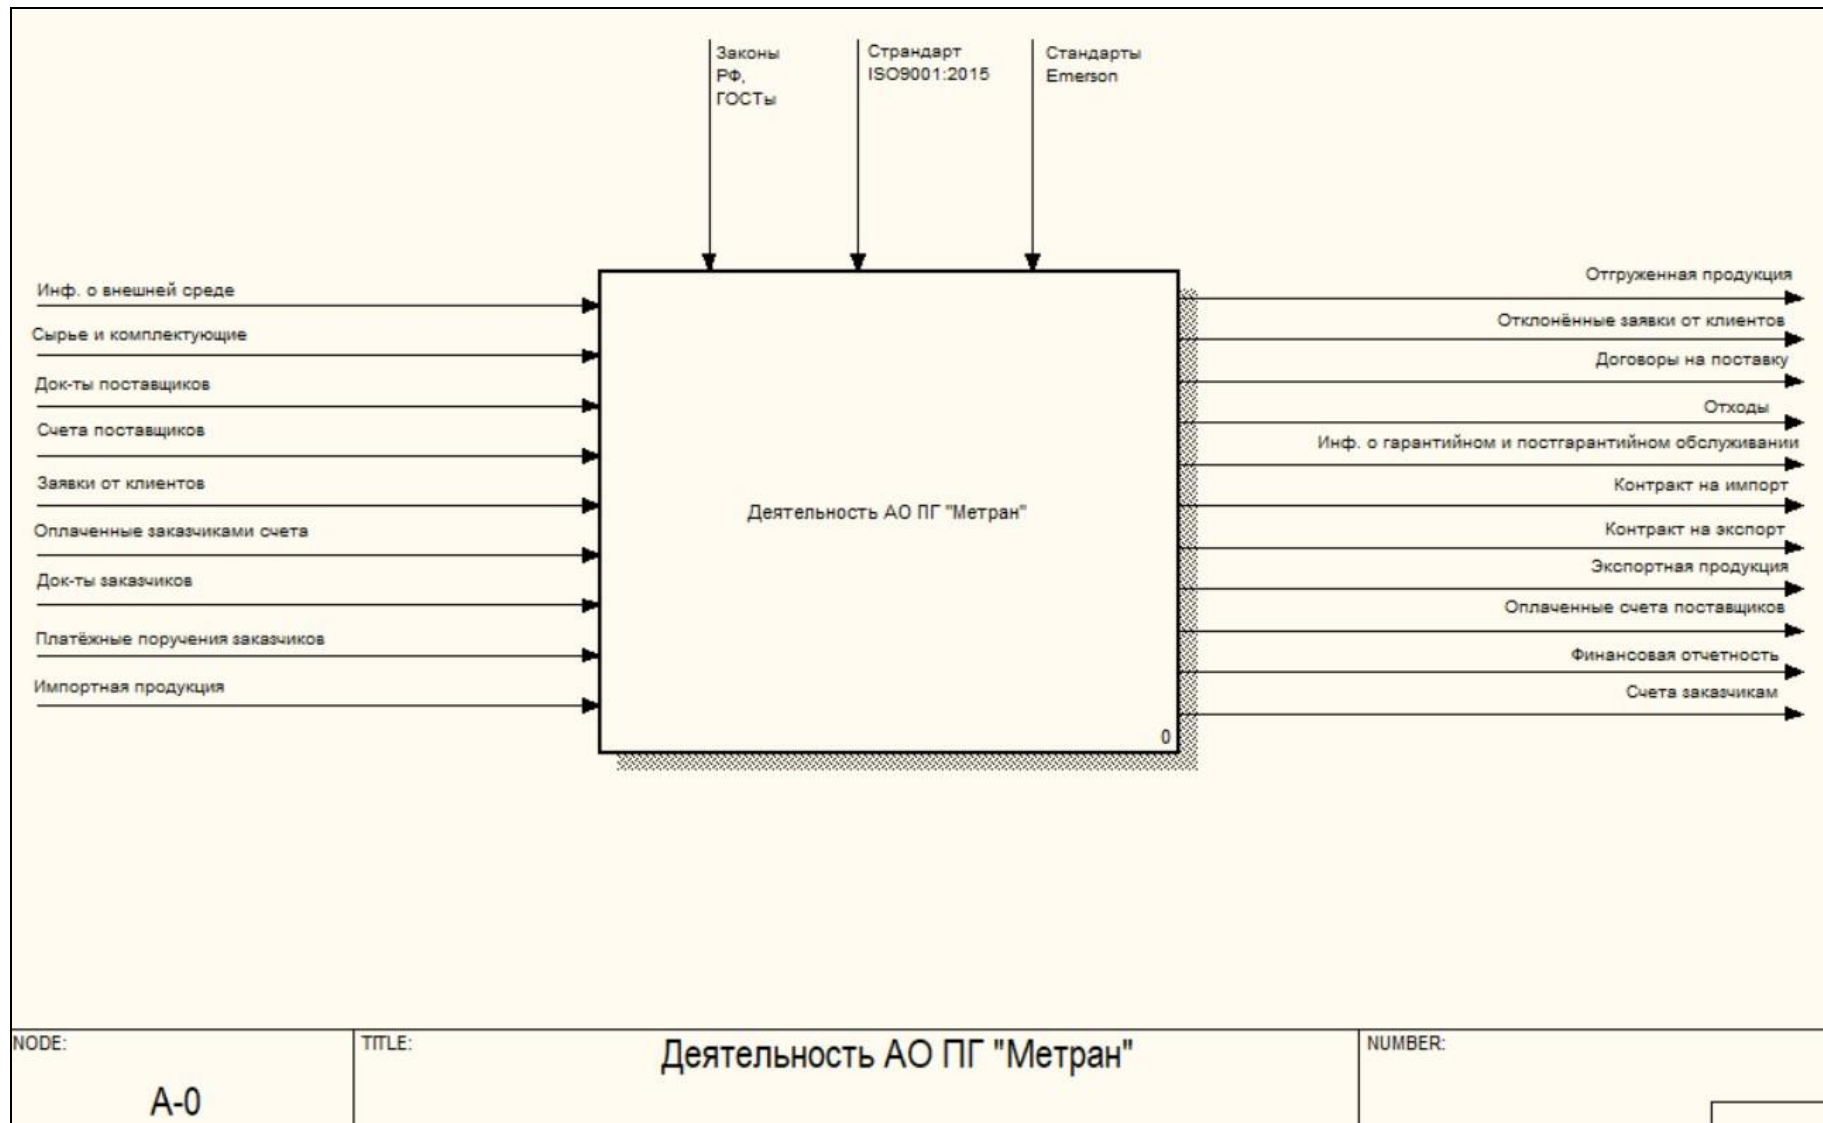 Законы
РФ,
ГОСТы
Страндарт
ISO9001:2015
Стандарты
Emerson
Инф. о внешней среде
Сырье и комплектующие
Док-ты поставщиков
Счета поставщиков
Заявки от клиентов
Оплаченные заказчиками счета
Док-ты заказчиков
Платёжные поручения заказчиков
Импортная продукция
Деятельность АО ПГ "Метран"
0
Отгруженная продукция
Отклонённые заявки от клиентов
Договоры на поставку
Отходы
Инф. о гарантийном и постгарантийном обслуживании
Контракт на импорт
Контракт на экспорт
Экспортная продукция
Оплаченные счета поставщиков
Финансовая отчетность
Счета заказчикам
NODE:
A-0
TITLE:
Деятельность АО ПГ "Метран"
NUMBER: